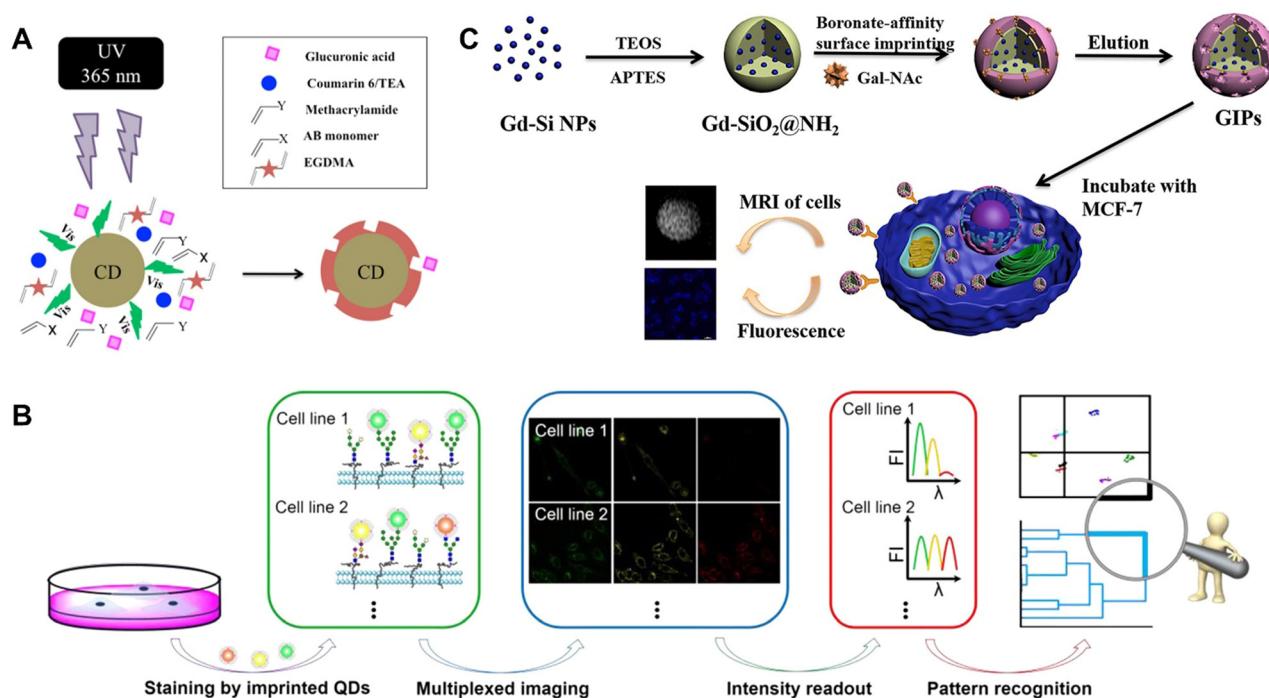 A
UV
365 nm
Glucuronic acid
Coumarin 6/TEA
Y
Methacrylamide
X
AB monomer
EGDMA
Vis
Y
X
CD
Vis
Vis
Vis
Vis
X
Y
Y
CD
C
TEOS
APTES
Gd-Si NPs
Gd-SiO2@NH2
Boronate-affinity
surface imprinting
Gal-NAc
Elution
GIPs
Incubate with
MCF-7
MRI of cells
Fluorescence
B
Cell line 1
Cell line 2
Cell line 1
Cell line 2
Cell line 1
FI
λ
Cell line 2
FI
λ
Staining by imprinted QDs
Multiplexed imaging
Intensity readout
Pattern recognition